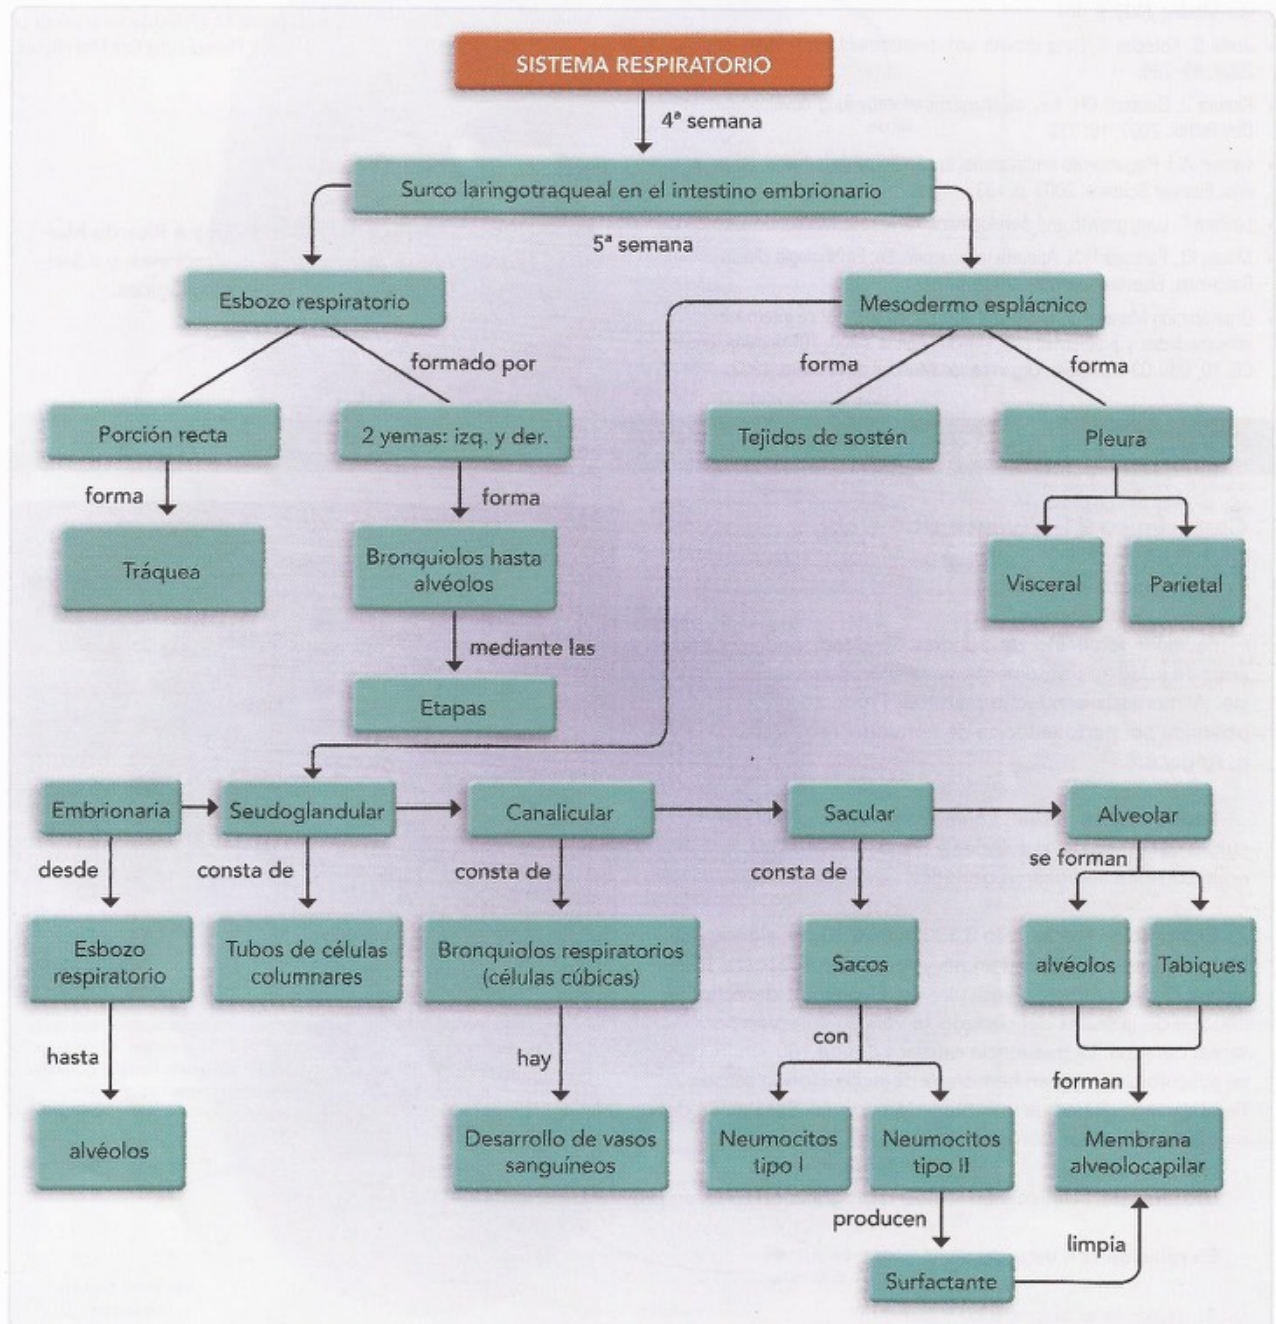 SISTEMA RESPIRATORIO
4ª semana
Surco laringotraqueal en el intestino embrionario
5ª semana
Esbozo respiratorio
Mesodermo esplácnico
formado por
forma
forma
Porción recta
2 yemas: izq. y der.
Tejidos de sostén
Pleura
forma
forma
Tráquea
Bronquiolos hasta
alvéolos
Visceral
Parietal
mediante las
Etapas
Embrionaria
Seudoglandular
Canalicular
Sacular
Alveolar
desde
consta de
consta de
consta de
se forman
Esbozo
respiratorio
Tubos de células
columnares
Bronquiolos respiratorios
(células cúbicas)
Sacos
alvéolos
Tabiques
hasta
hay
con
forman
alvéolos
Desarrollo de vasos
sanguíneos
Neumocitos
tipo I
Neumocitos
tipo II
Membrana
alveolocapilar
producen
limpia
Surfactante